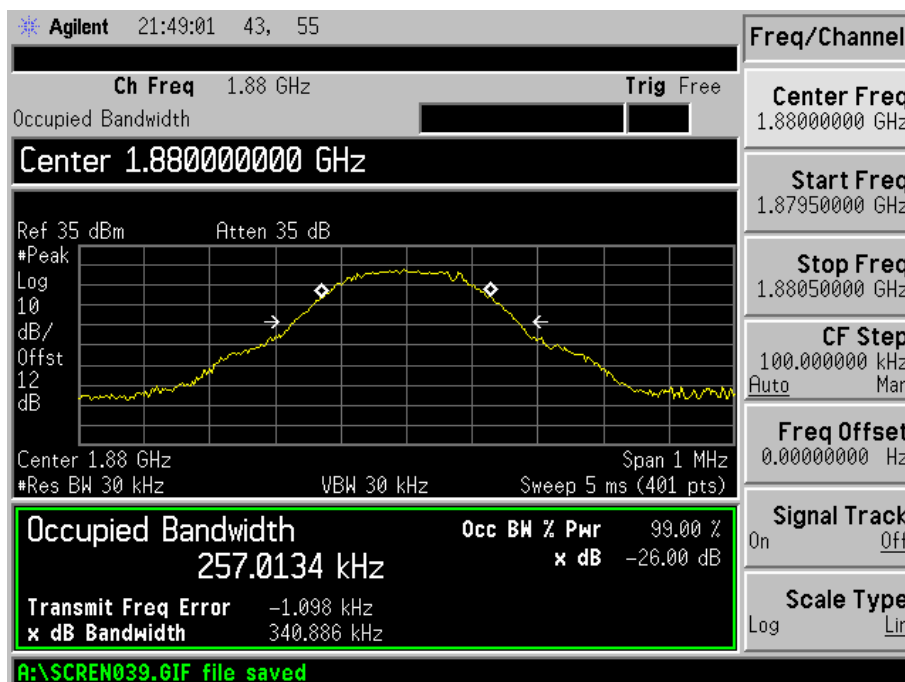 Agilent 21:49:01 43, 55
Ch Freq 1.88 GHz Trig Free
Occupied Bandwidth
Center 1.880000000 GHz
Ref 35 dBm Atten 35 dB
#Peak
Log
10
dB/
Offst
12
dB
Center 1.88 GHz Span 1 MHz
#Res BW 30 kHz VBW 30 kHz Sweep 5 ms (401 pts)
Occupied Bandwidth Occ BW % Pwr 99.00 %
257.0134 kHz x dB -26.00 dB
Transmit Freq Error -1.098 kHz
x dB Bandwidth 340.886 kHz
A:\SCREN039.GIF file saved
Freq/Channel
Center Freq
1.88000000 GHz
Start Freq
1.87950000 GHz
Stop Freq
1.88050000 GHz
CF Step
100.000000 kHz
Auto Man
Freq Offset
0.00000000 Hz
Signal Track
On Off
Scale Type
Log Lin